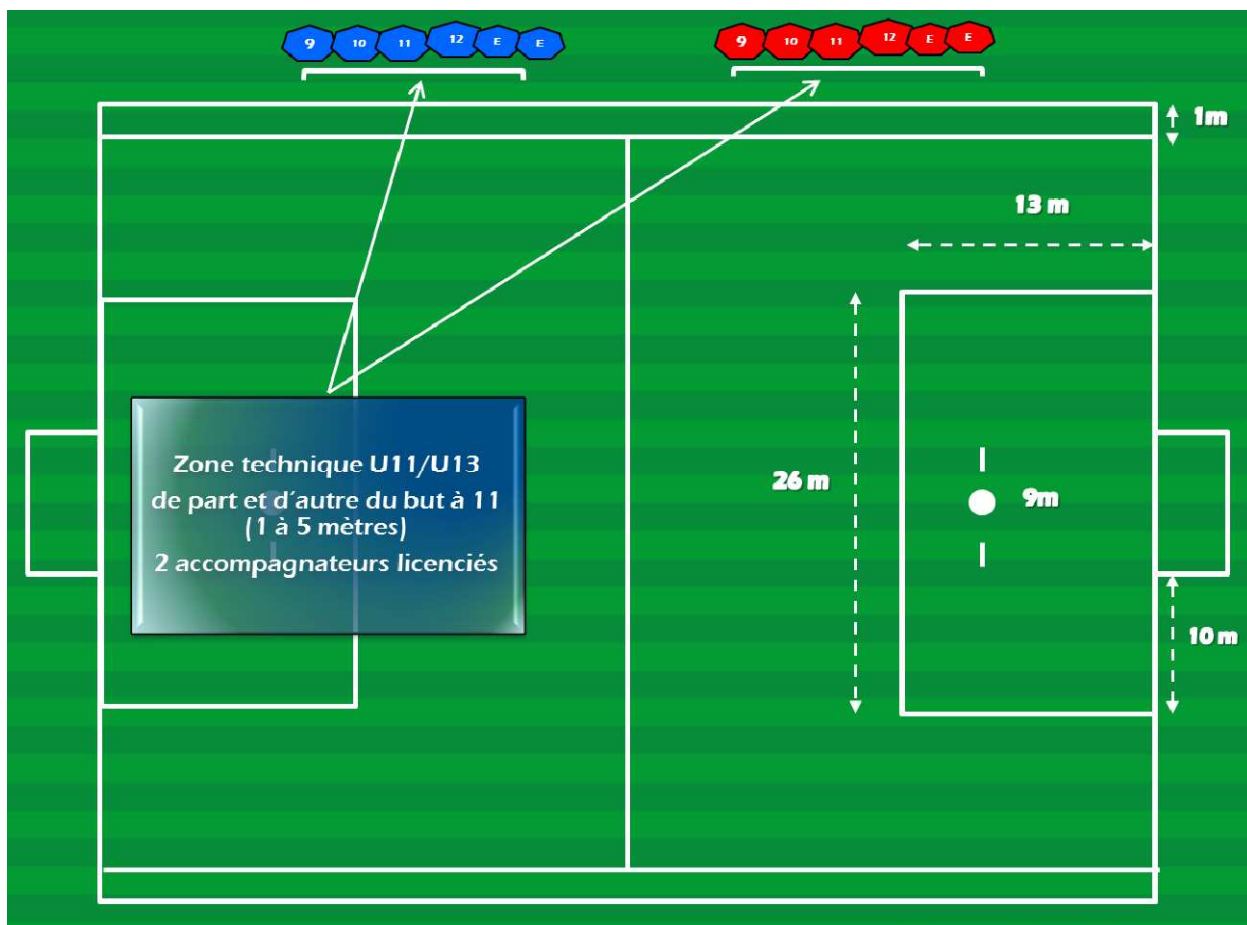 9 10 11 12 E E
9 10 11 12 E E
1m
13 m
26 m
9m
10 m
Zone technique U11/U13
de part et d'autre du but à 11
(1 à 5 mètres)
2 accompagnateurs licenciés